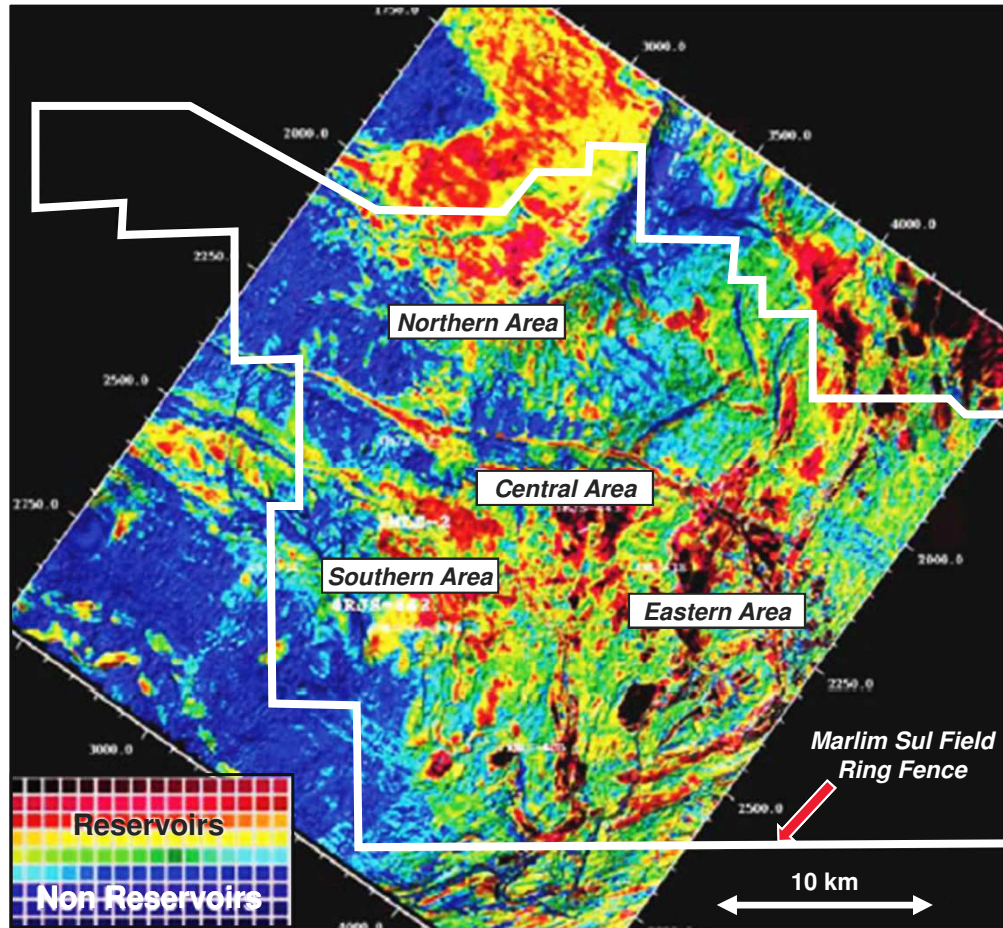 1750.0
3000.0
2000.0
3500.0
4000.0
2250.
Northern Area
2500.0
Central Area
2750.0
Southern Area
2000.0
Eastern Area
2250.0
3000.0
Marlim Sul Field
Ring Fence
2500.0
Reservoirs
Non Reservoirs
10 km